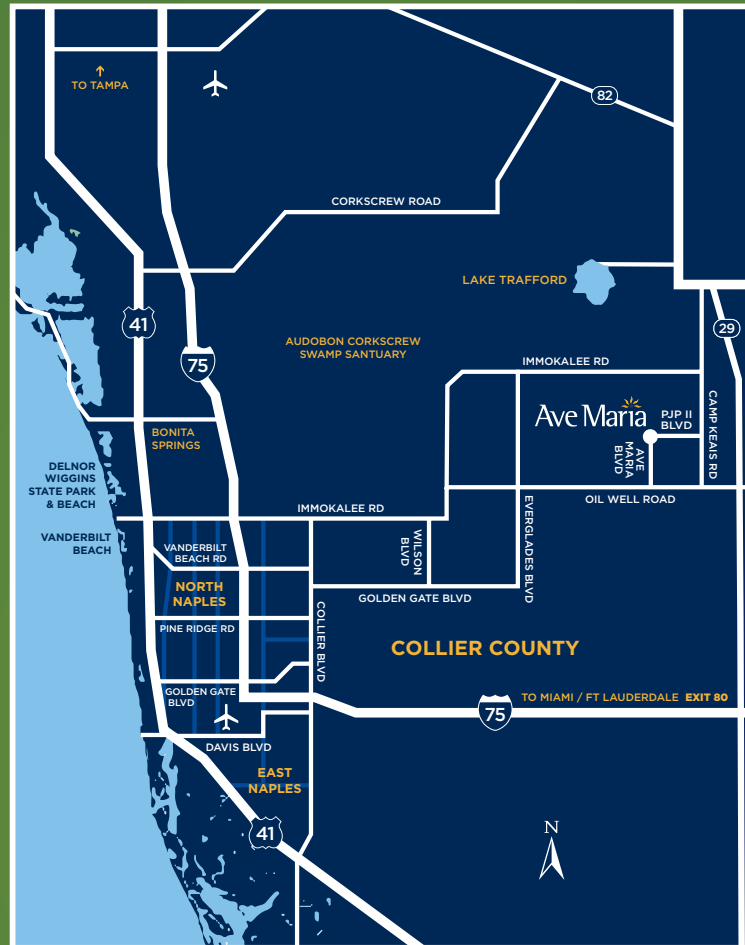 ↑
TO TAMPA
82
CORKSCREW ROAD
LAKE TRAFFORD
41
29
AUDOBON CORKSCREW
SWAMP SANTUARY
75
IMMOKALEE RD
Ave Maria
PJP II
BLVD
CAMP KEAIS RD
BONITA
SPRINGS
AVE
MARIA
BLVD
DELNOR
WIGGINS
STATE PARK
& BEACH
OIL WELL ROAD
IMMOKALEE RD
VANDERBILT
BEACH
VANDERBILT
BEACH RD
WILSON
BLVD
EVERGLADES BLVD
NORTH
NAPLES
GOLDEN GATE BLVD
COLLIER BLVD
PINE RIDGE RD
COLLIER COUNTY
GOLDEN GATE
BLVD
TO MIAMI / FT LAUDERDALE EXIT 80
75
DAVIS BLVD
EAST
NAPLES
41
N